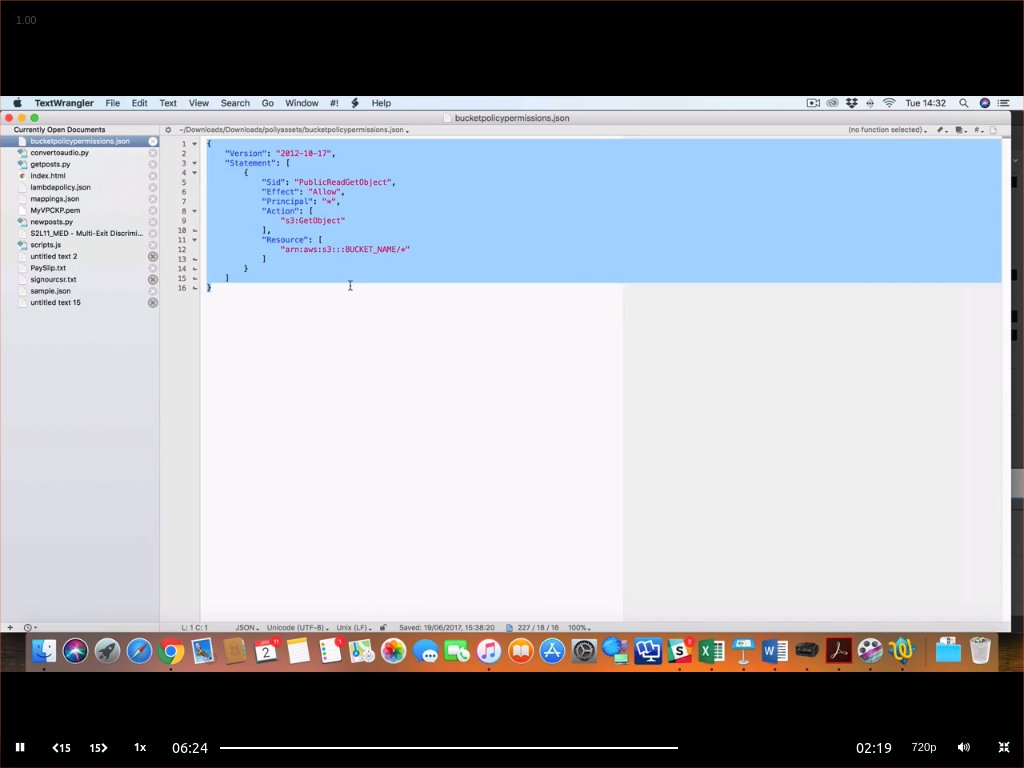 1.00
TextWrangler File Edit Text View Search Go Window #! Help Tue 14:32
bucketpolicypermissions.json
Currently Open Documents ~/Downloads/Downloads/pollyassets/bucketpolicypermissions.json (no function selected)
bucketpolicypermissions.json
convertoaudio.py
getposts.py
index.html
lambdapolicy.json
mappings.json
MyVPCKP.pem
newposts.py
S2L11_MED - Multi-Exit Discrimi...
scripts.js
untitled text 2
PaySlip.txt
signourcsr.txt
sample.json
untitled text 15
1 {
2 "Version": "2012-10-17",
3 "Statement": [
4 {
5 "Sid": "PublicReadGetObject",
6 "Effect": "Allow",
7 "Principal": "*",
8 "Action": [
9 "s3:GetObject"
10 ],
11 "Resource": [
12 "arn:aws:s3:::BUCKET_NAME/*"
13 ]
14 }
15 ]
16 }
L: 1 C: 1 JSON Unicode (UTF-8) Unix (LF) Saved: 19/06/2017, 15:38:20 227 / 18 / 16 100%
15 15 1x 06:24 02:19 720p